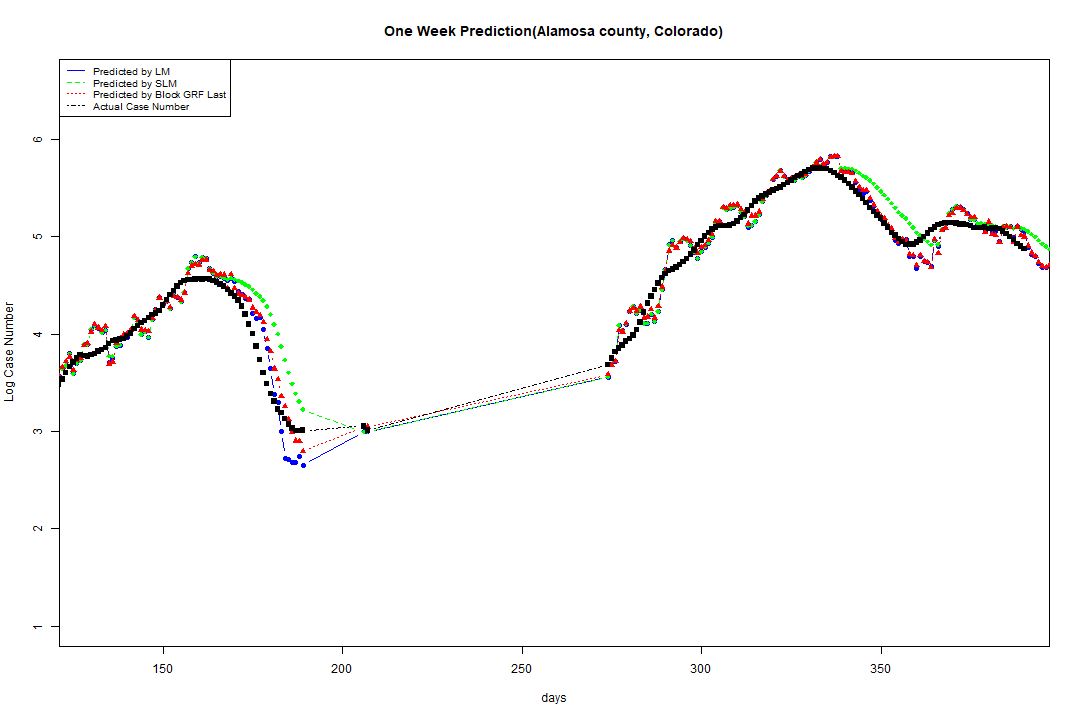 One Week Prediction(Alamosa county, Colorado)
Predicted by LM
Predicted by SLM
Predicted by Block GRF Last
Actual Case Number
Log Case Number
6
5
4
3
2
1
150 200 250 300 350
days